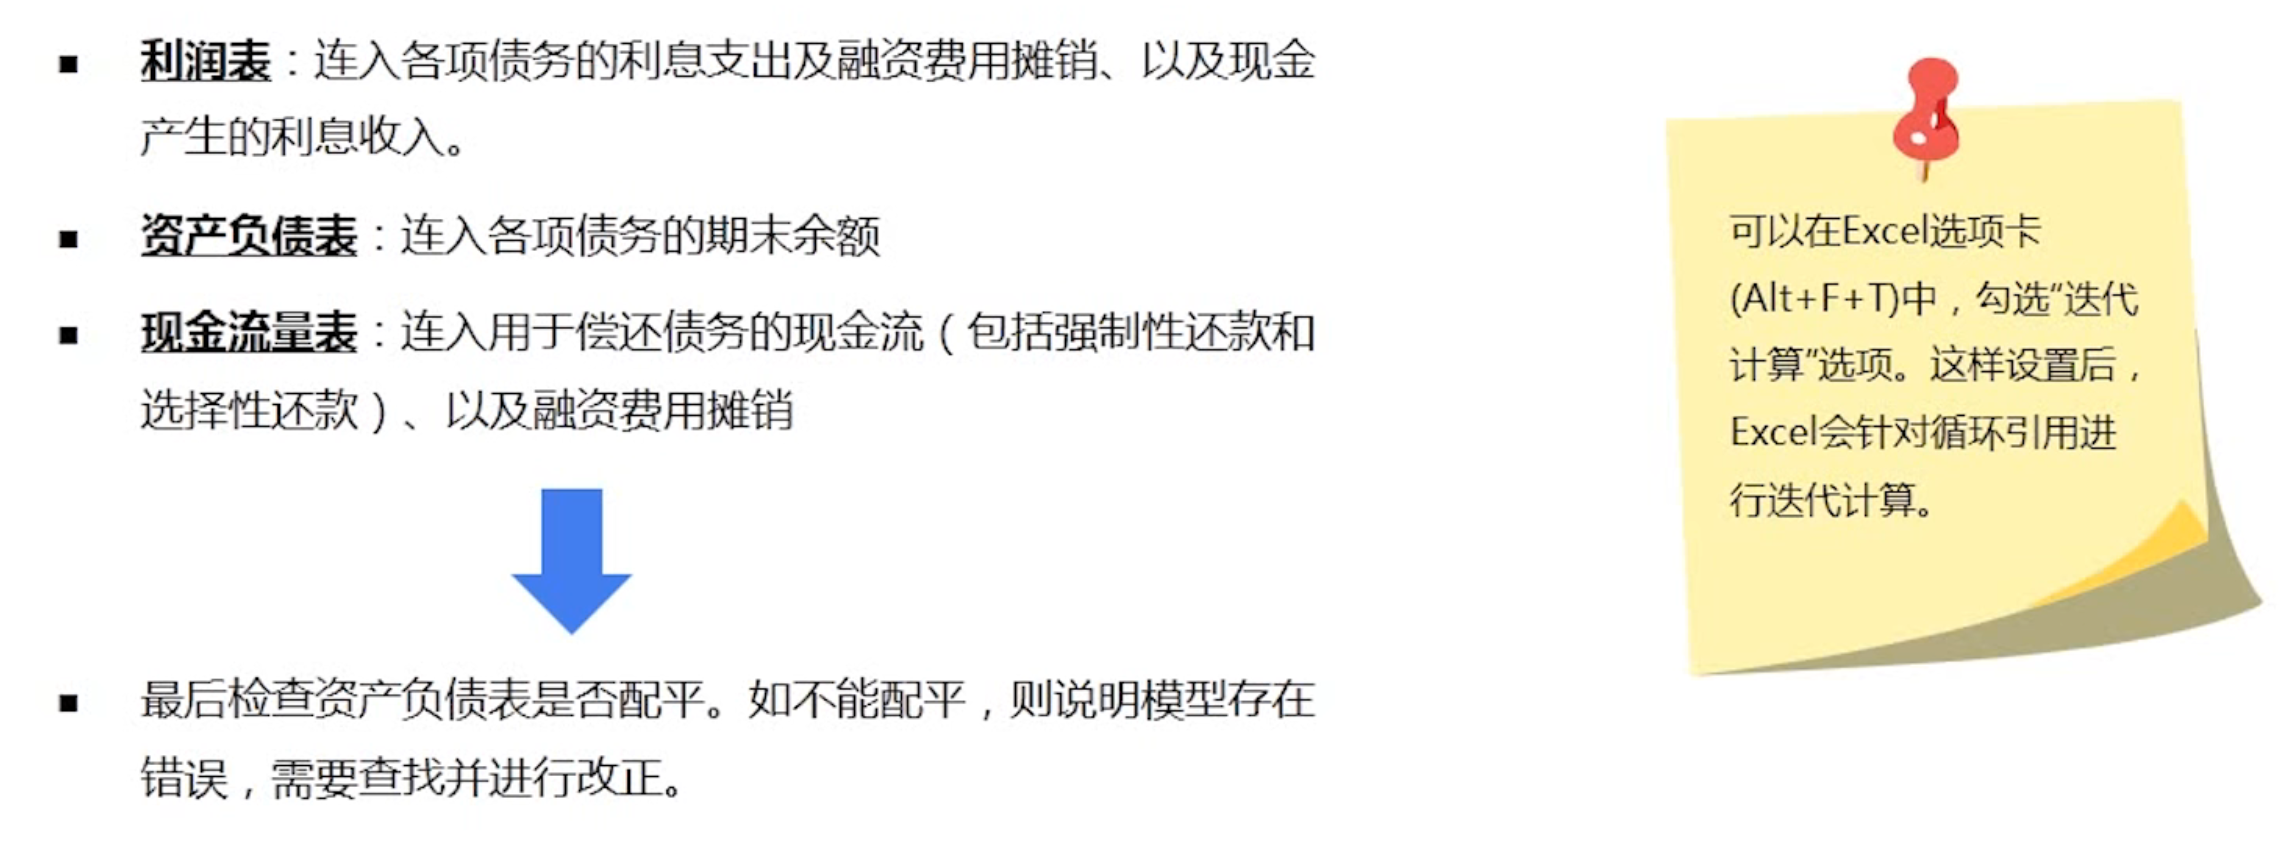 ■ 利润表：连入各项债务的利息支出及融资费用摊销、以及现金
产生的利息收入。
■ 资产负债表：连入各项债务的期末余额
■ 现金流量表：连入用于偿还债务的现金流（包括强制性还款和
选择性还款）、以及融资费用摊销
■ 最后检查资产负债表是否配平。如不能配平，则说明模型存在
错误，需要查找并进行改正。
可以在Excel选项卡
(Alt+F+T)中，勾选"迭代
计算"选项。这样设置后，
Excel会针对循环引用进
行迭代计算。